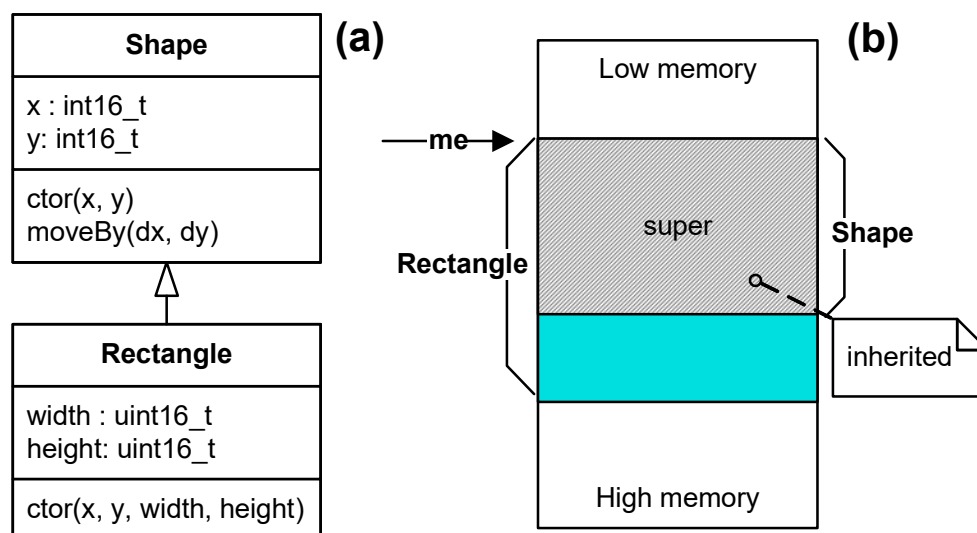 Shape
(a)
x : int16_t
y: int16_t
ctor(x, y)
moveBy(dx, dy)
Rectangle
width : uint16_t
height: uint16_t
ctor(x, y, width, height)
(b)
Low memory
me
super
Rectangle
Shape
inherited
High memory